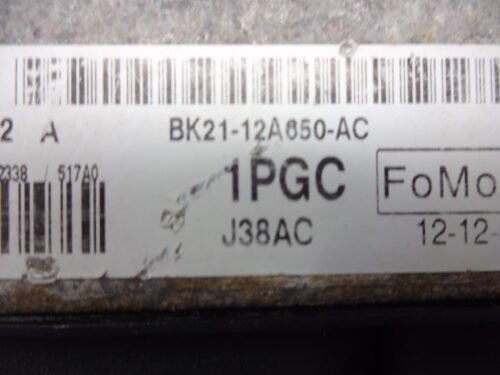 2 A BK21-12A650-AC
2338 517A0 1PGC FoMo
J38AC 12-12-